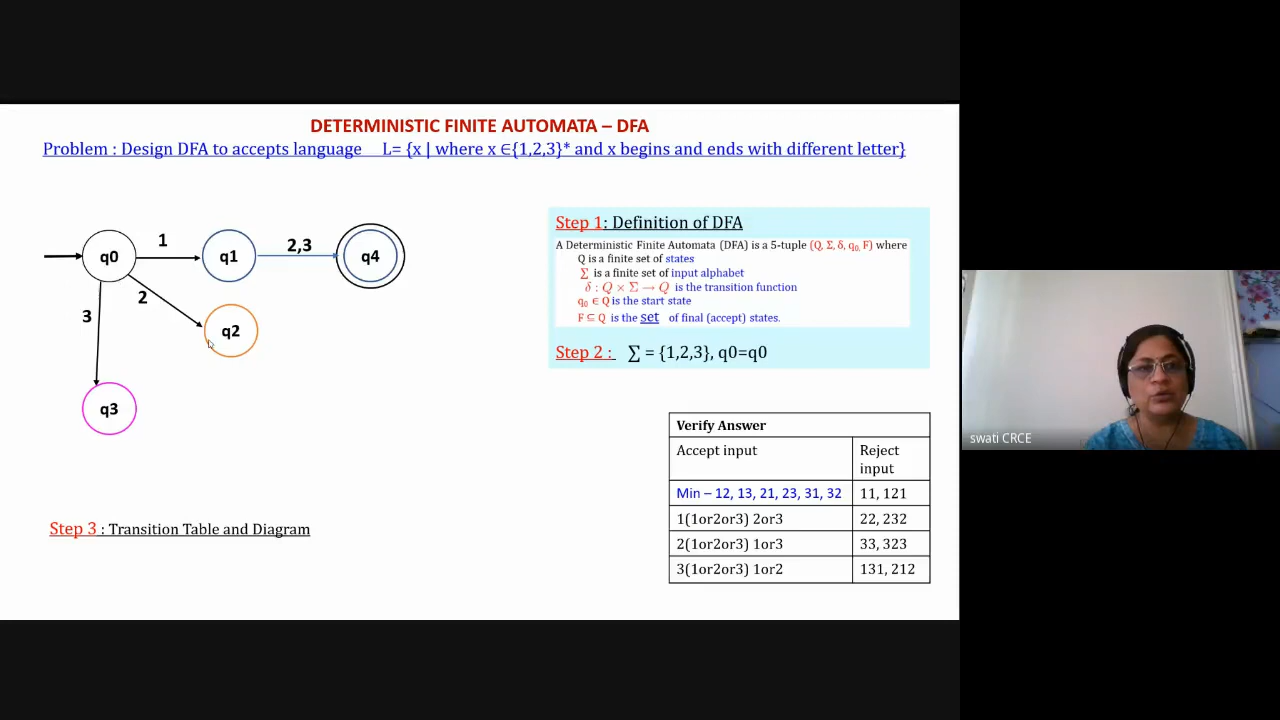 DETERMINISTIC FINITE AUTOMATA – DFA
Problem : Design DFA to accepts language L= {x | where x ∈{1,2,3}* and x begins and ends with different letter}
q0
1
q1
2,3
q4
2
q2
3
q3
Step 1: Definition of DFA
A Deterministic Finite Automata (DFA) is a 5-tuple (Q, Σ, δ, q₀, F) where
Q is a finite set of states
Σ is a finite set of input alphabet
δ : Q × Σ → Q is the transition function
q₀ ∈ Q is the start state
F ⊆ Q is the set of final (accept) states.
Step 2 : Σ = {1,2,3}, q0=q0
Verify Answer
Accept input
Reject
input
Min – 12, 13, 21, 23, 31, 32
11, 121
1(1or2or3) 2or3
22, 232
2(1or2or3) 1or3
33, 323
3(1or2or3) 1or2
131, 212
Step 3 : Transition Table and Diagram
swati CRCE